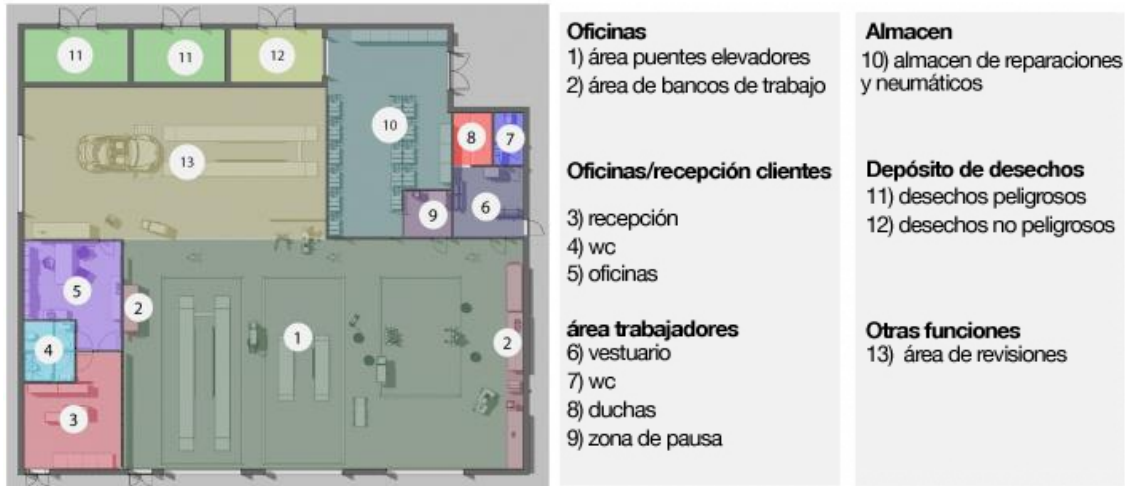 11
11
12
10
8
7
13
9
6
5
2
4
1
2
3
Oficinas
1) área puentes elevadores
2) área de bancos de trabajo
Oficinas/recepción clientes
3) recepción
4) wc
5) oficinas
área trabajadores
6) vestuario
7) wc
8) duchas
9) zona de pausa
Almacen
10) almacen de reparaciones
y neumáticos
Depósito de desechos
11) desechos peligrosos
12) desechos no peligrosos
Otras funciones
13) área de revisiones